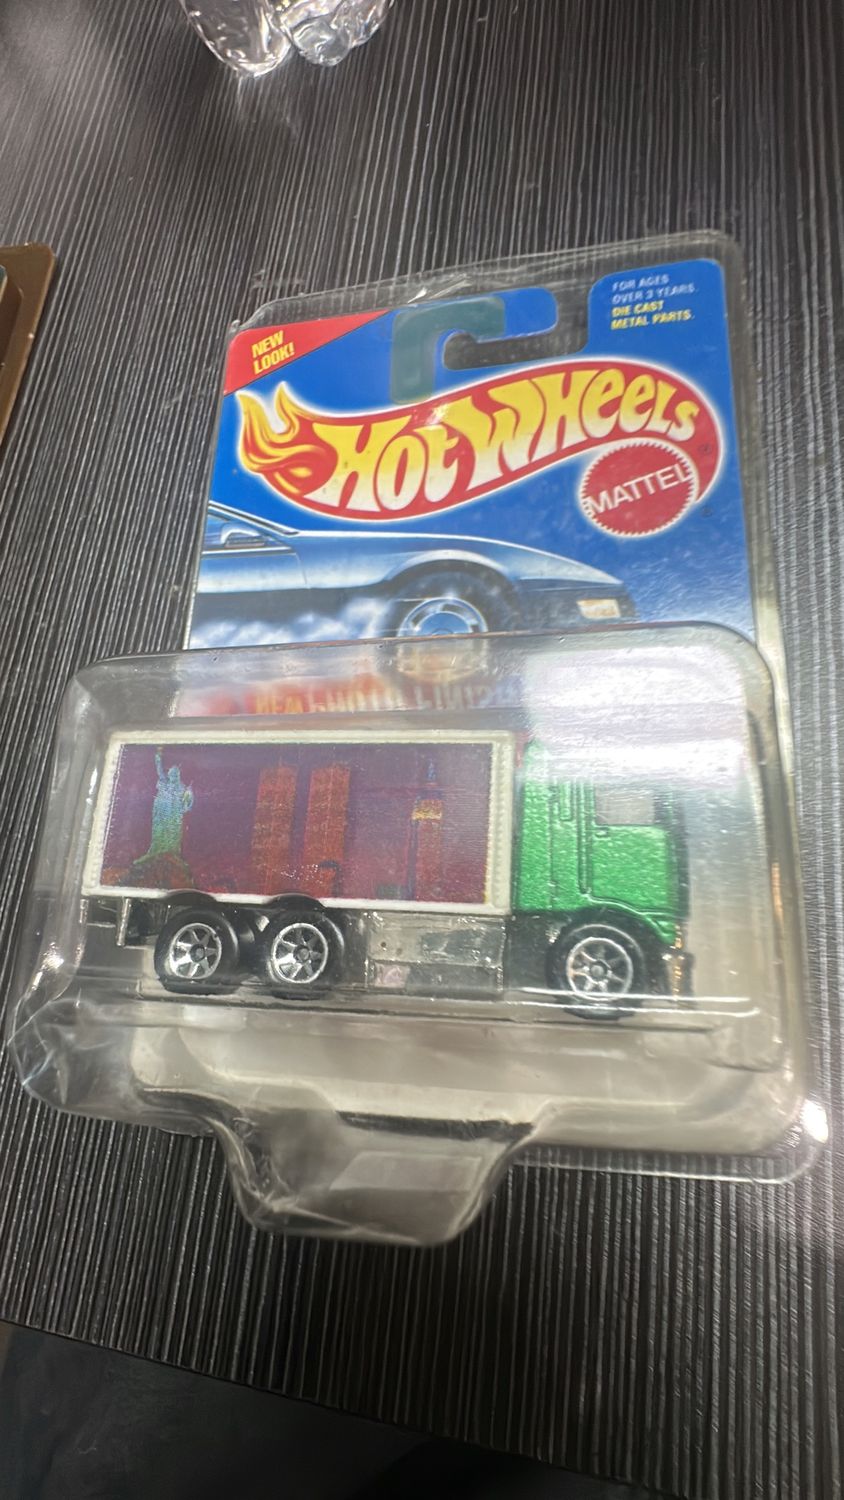 NEW
LOOK!
FOR AGES
OVER 3 YEARS.
DIE CAST
METAL PARTS.
HOT WHEELS
®
MATTEL